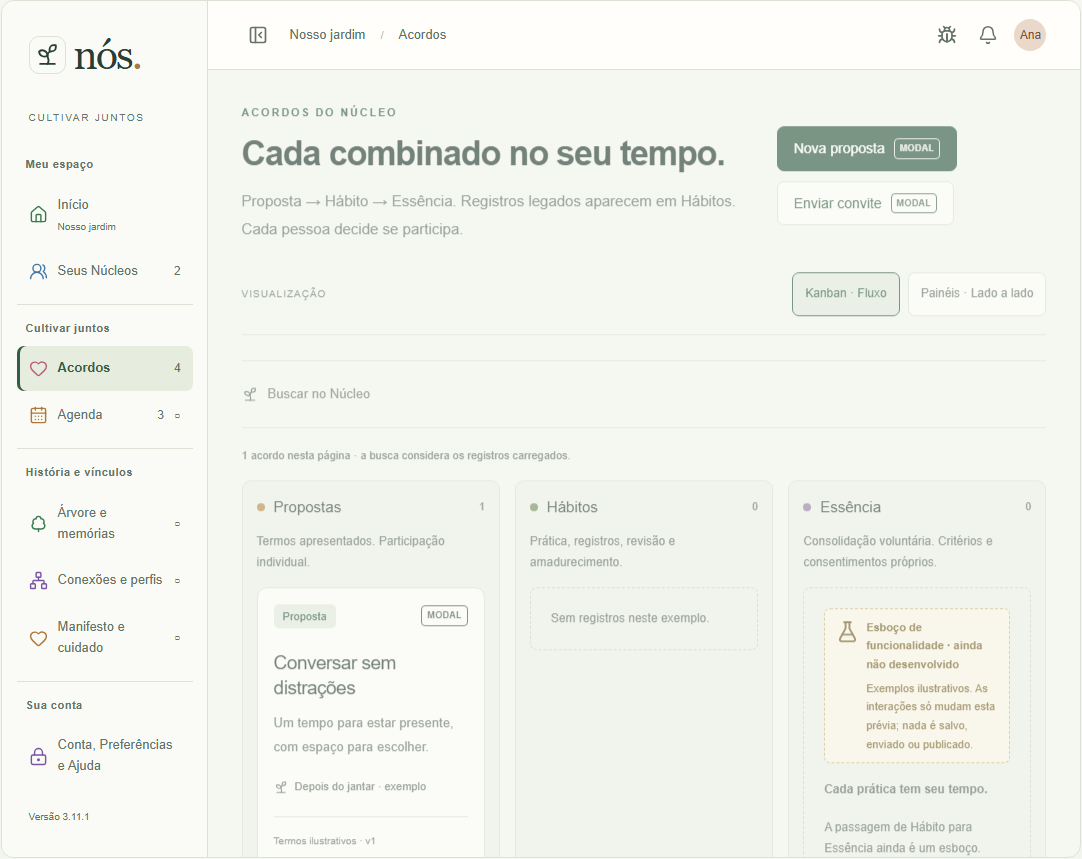 nós.
CULTIVAR JUNTOS
Meu espaço
Início
Nosso jardim
Seus Núcleos 2
Cultivar juntos
Acordos 4
Agenda 3
História e vínculos
Árvore e
memórias
Conexões e perfis
Manifesto e
cuidado
Sua conta
Conta, Preferências
e Ajuda
Versão 3.11.1
Nosso jardim / Acordos
Ana
ACORDOS DO NÚCLEO
Cada combinado no seu tempo.
Proposta → Hábito → Essência. Registros legados aparecem em Hábitos.
Cada pessoa decide se participa.
Nova proposta MODAL
Enviar convite MODAL
VISUALIZAÇÃO
Kanban · Fluxo
Painéis · Lado a lado
Buscar no Núcleo
1 acordo nesta página · a busca considera os registros carregados.
Propostas 1
Termos apresentados. Participação
individual.
Proposta MODAL
Conversar sem
distrações
Um tempo para estar presente,
com espaço para escolher.
Depois do jantar · exemplo
Termos ilustrativos · v1
Hábitos 0
Prática, registros, revisão e
amadurecimento.
Sem registros neste exemplo.
Essência 0
Consolidação voluntária. Critérios e
consentimentos próprios.
Esboço de
funcionalidade · ainda
não desenvolvido
Exemplos ilustrativos. As
interações só mudam esta
prévia; nada é salvo,
enviado ou publicado.
Cada prática tem seu tempo.
A passagem de Hábito para
Essência ainda é um esboço.